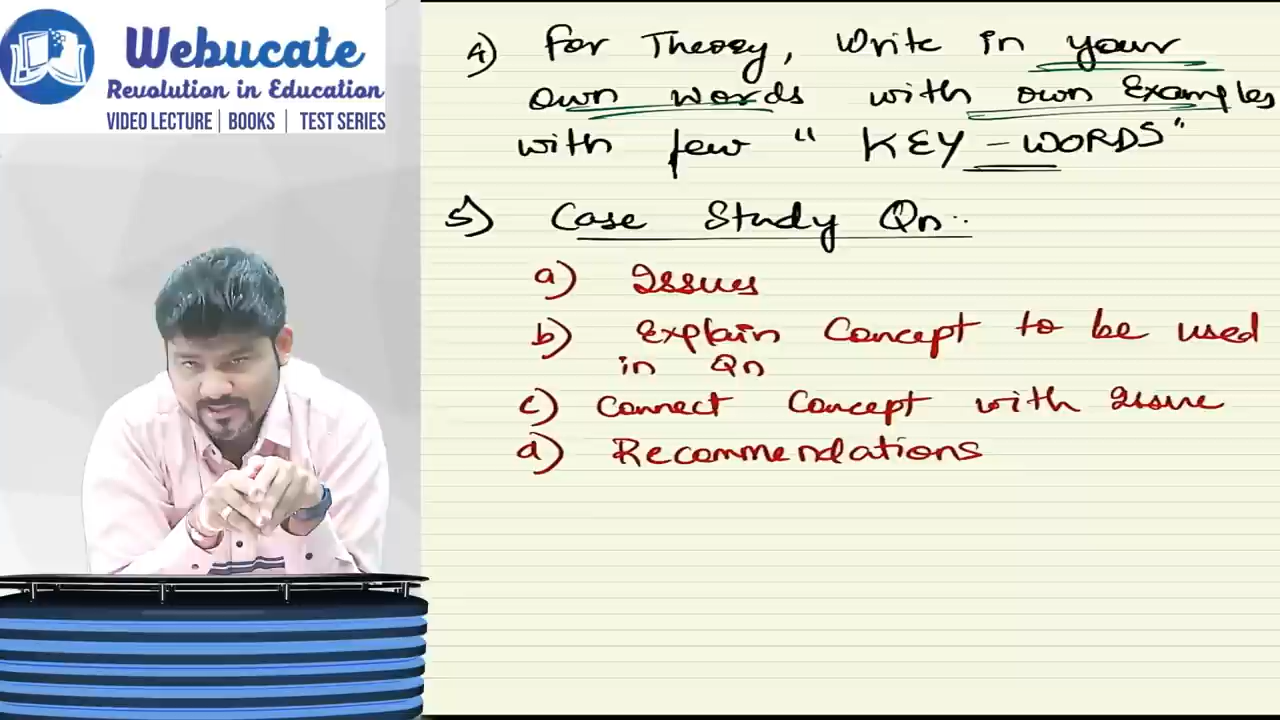 Webucate
Revolution in Education
VIDEO LECTURE | BOOKS | TEST SERIES
4) For Theory, Write in your
own words with own Examples
with few " KEY - WORDS"
5) Case Study Qn..
a) Issues
b) Explain Concept to be used
in Qn
c) Connect Concept with Issue
d) Recommendations